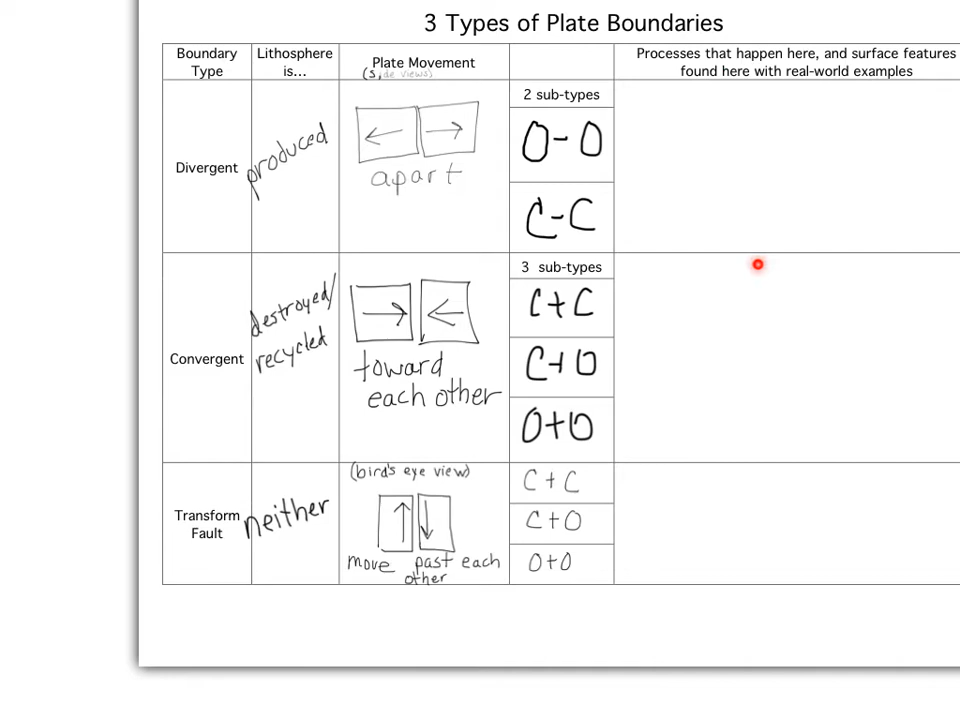 3 Types of Plate Boundaries
Boundary Type
Lithosphere is...
Plate Movement
(side views)
Processes that happen here, and surface features
found here with real-world examples
Divergent
produced
apart
2 sub-types
O-O
C-C
Convergent
destroyed/
recycled
toward
each other
3 sub-types
C+C
C+O
O+O
Transform
Fault
neither
(bird's eye view)
move past each
other
C+C
C+O
O+O